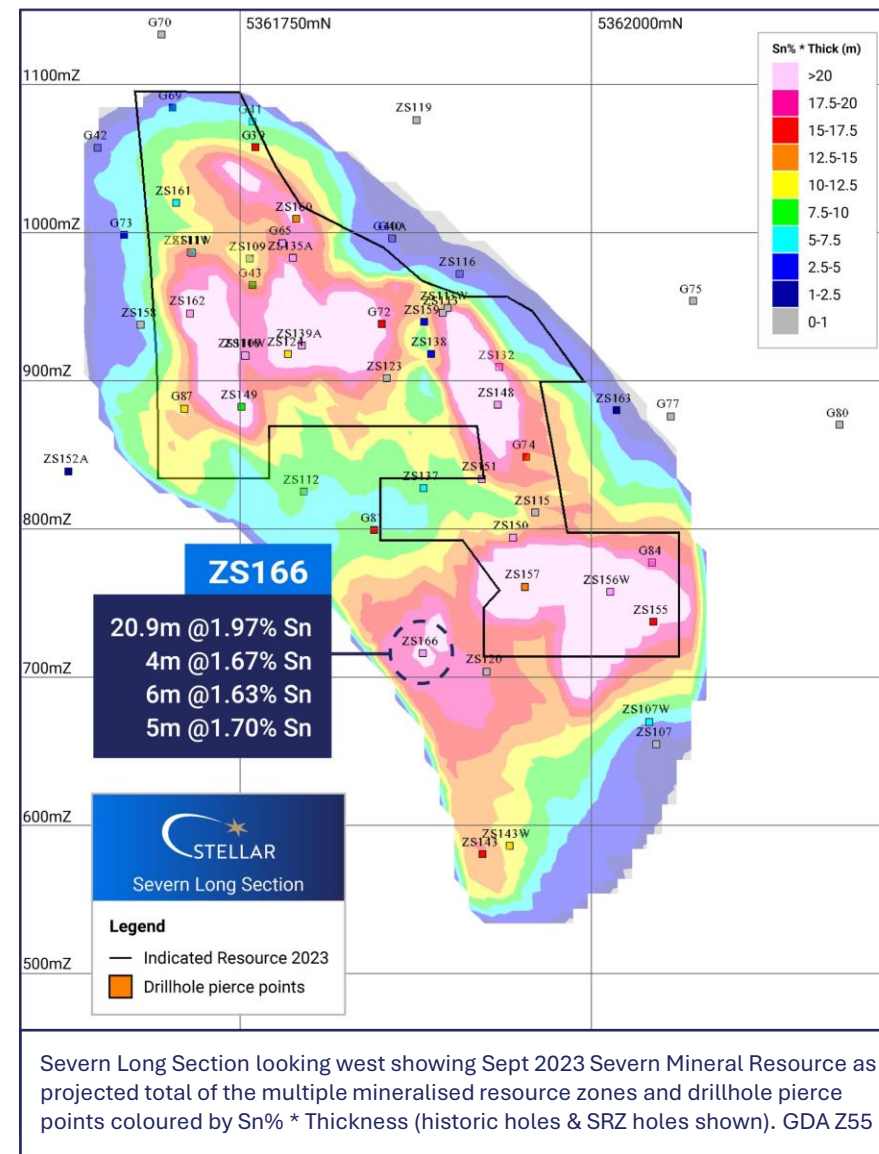 G70
5361750mN
5362000mN
Sn% * Thick (m)
>20
17.5-20
15-17.5
12.5-15
10-12.5
7.5-10
5-7.5
2.5-5
1-2.5
0-1
1100mZ
G69
G41
ZS119
G42
G39
ZS161
ZS160
1000mZ
G73
G65
G40A
ZS109
ZS135A
ZS116
G43
G75
ZS162
ZS158
ZS159
G72
ZS139A
ZS124
ZS138
ZS132
900mZ
ZS123
G87
ZS149
ZS148
ZS163
G77
G80
G74
ZS152A
ZS151
ZS112
ZS137
ZS115
800mZ
ZS150
G84
ZS157
ZS156W
ZS155
ZS166
20.9m @1.97% Sn
4m @1.67% Sn
6m @1.63% Sn
5m @1.70% Sn
ZS166
700mZ
ZS120
ZS107W
ZS107
600mZ
ZS143
ZS143W
STELLAR
Severn Long Section
Legend
Indicated Resource 2023
Drillhole pierce points
500mZ
Severn Long Section looking west showing Sept 2023 Severn Mineral Resource as
projected total of the multiple mineralised resource zones and drillhole pierce
points coloured by Sn% * Thickness (historic holes & SRZ holes shown). GDA Z55